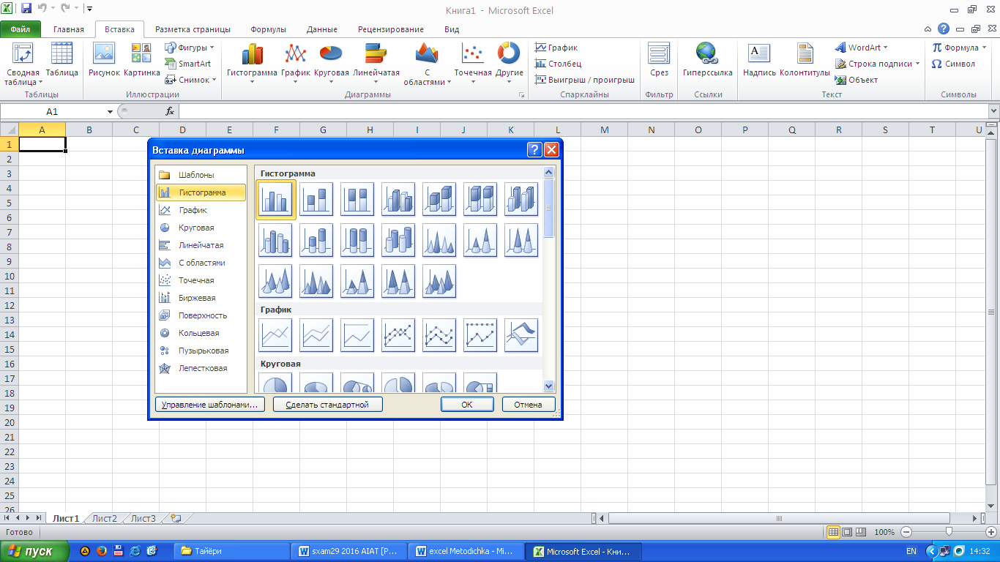 Книга1 - Microsoft Excel
Файл Главная Вставка Разметка страницы Формулы Данные Рецензирование Вид
Сводная таблица
Таблица
Таблицы
Рисунок
Картинка
Фигуры
SmartArt
Снимок
Иллюстрации
Гистограмма
График
Круговая
Линейчатая
С областями
Точечная
Другие
Диаграммы
График
Столбец
Выигрыш / проигрыш
Спарклайны
Срез
Фильтр
Гиперссылка
Ссылки
Надпись
Колонтитулы
WordArt
Строка подписи
Объект
Текст
π Формула
Ω Символ
Символы
A1 fx
A B C D E F G H I J K L M N O P Q R S T U
1
2
3
4
5
6
7
8
9
10
11
12
13
14
15
16
17
18
19
20
21
22
23
24
25
26
Вставка диаграммы
Шаблоны
Гистограмма
График
Круговая
Линейчатая
С областями
Точечная
Биржевая
Поверхность
Кольцевая
Пузырьковая
Лепестковая
Гистограмма
График
Круговая
Управление шаблонами... Сделать стандартной ОК Отмена
Лист1 Лист2 Лист3
Готово 100%
пуск Тайёри sxam29 2016 AIAT [Р... excel Metodichka - Mi... Microsoft Excel - Кни... EN 14:32